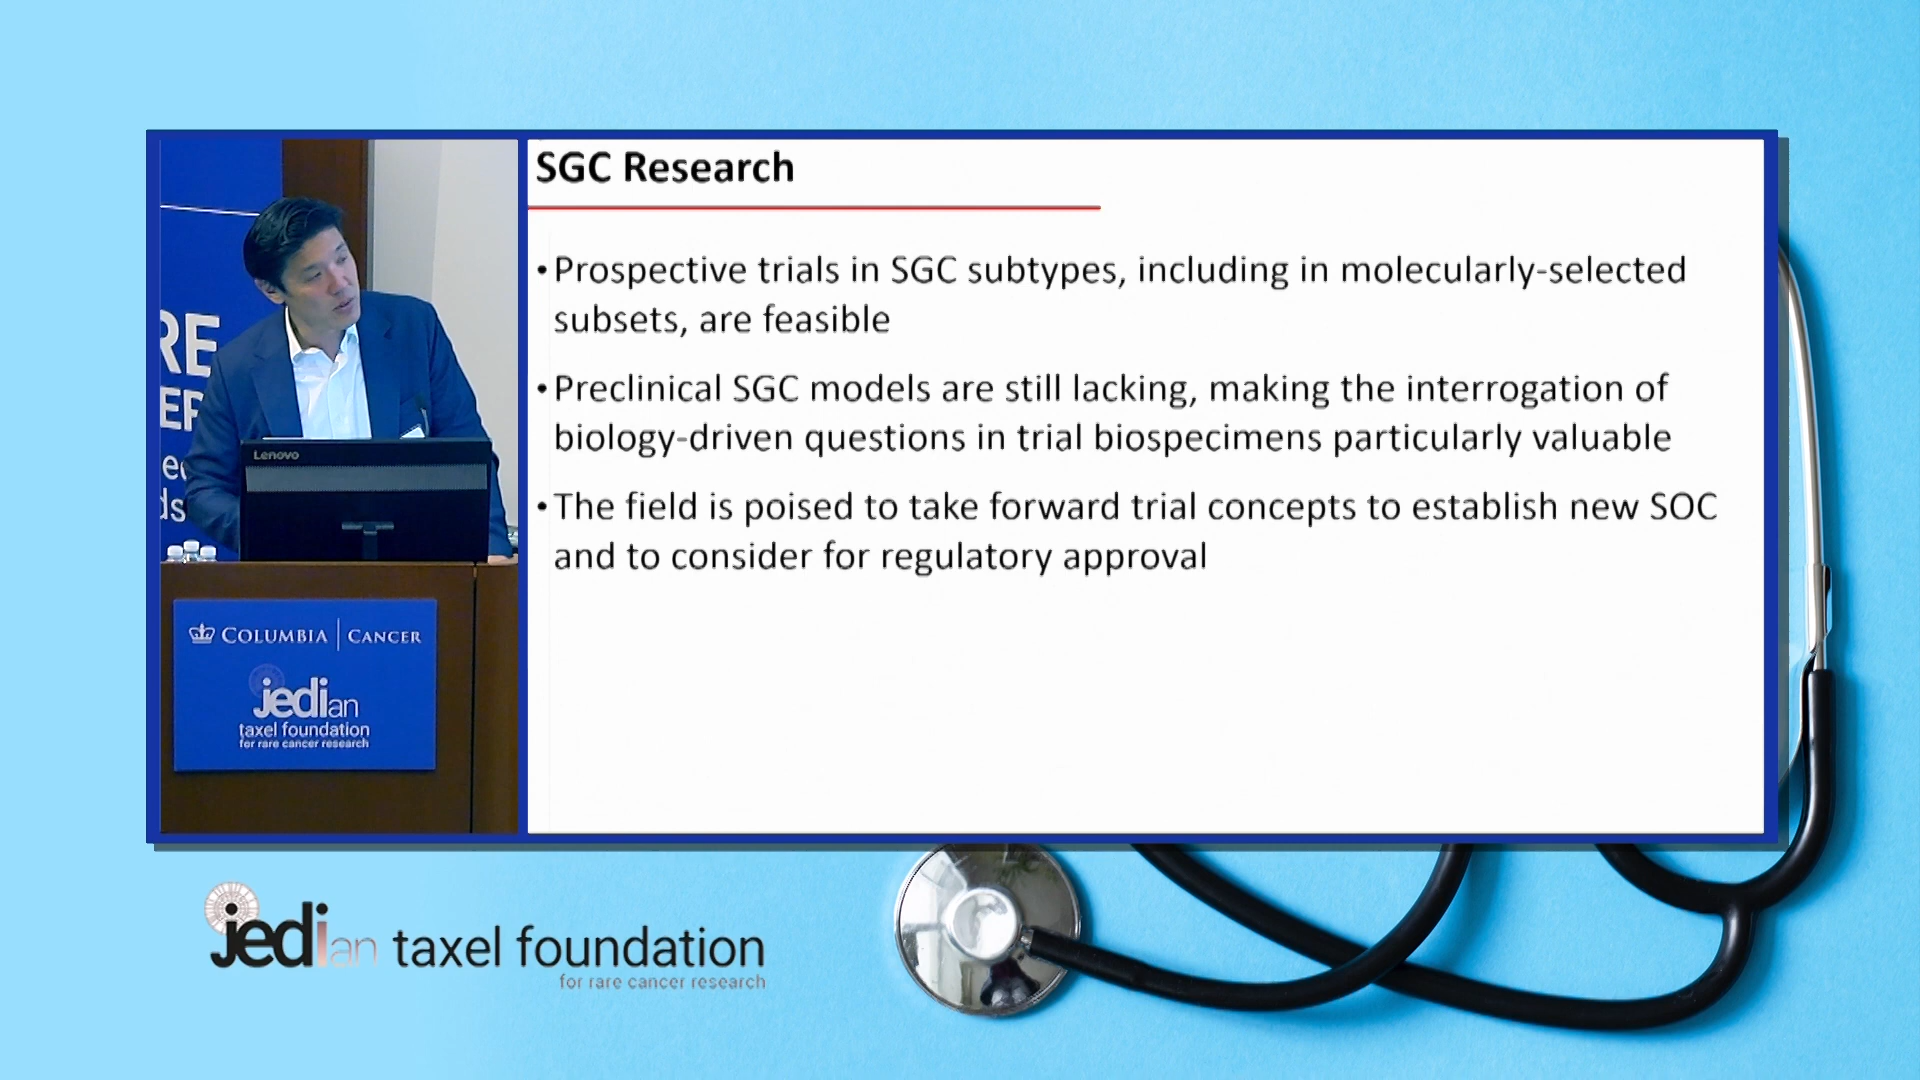 SGC Research
• Prospective trials in SGC subtypes, including in molecularly-selected
subsets, are feasible
• Preclinical SGC models are still lacking, making the interrogation of
biology-driven questions in trial biospecimens particularly valuable
• The field is poised to take forward trial concepts to establish new SOC
and to consider for regulatory approval
RE
ER
Lenovo
COLUMBIA | CANCER
jedian
taxel foundation
for rare cancer research
jedian taxel foundation
for rare cancer research